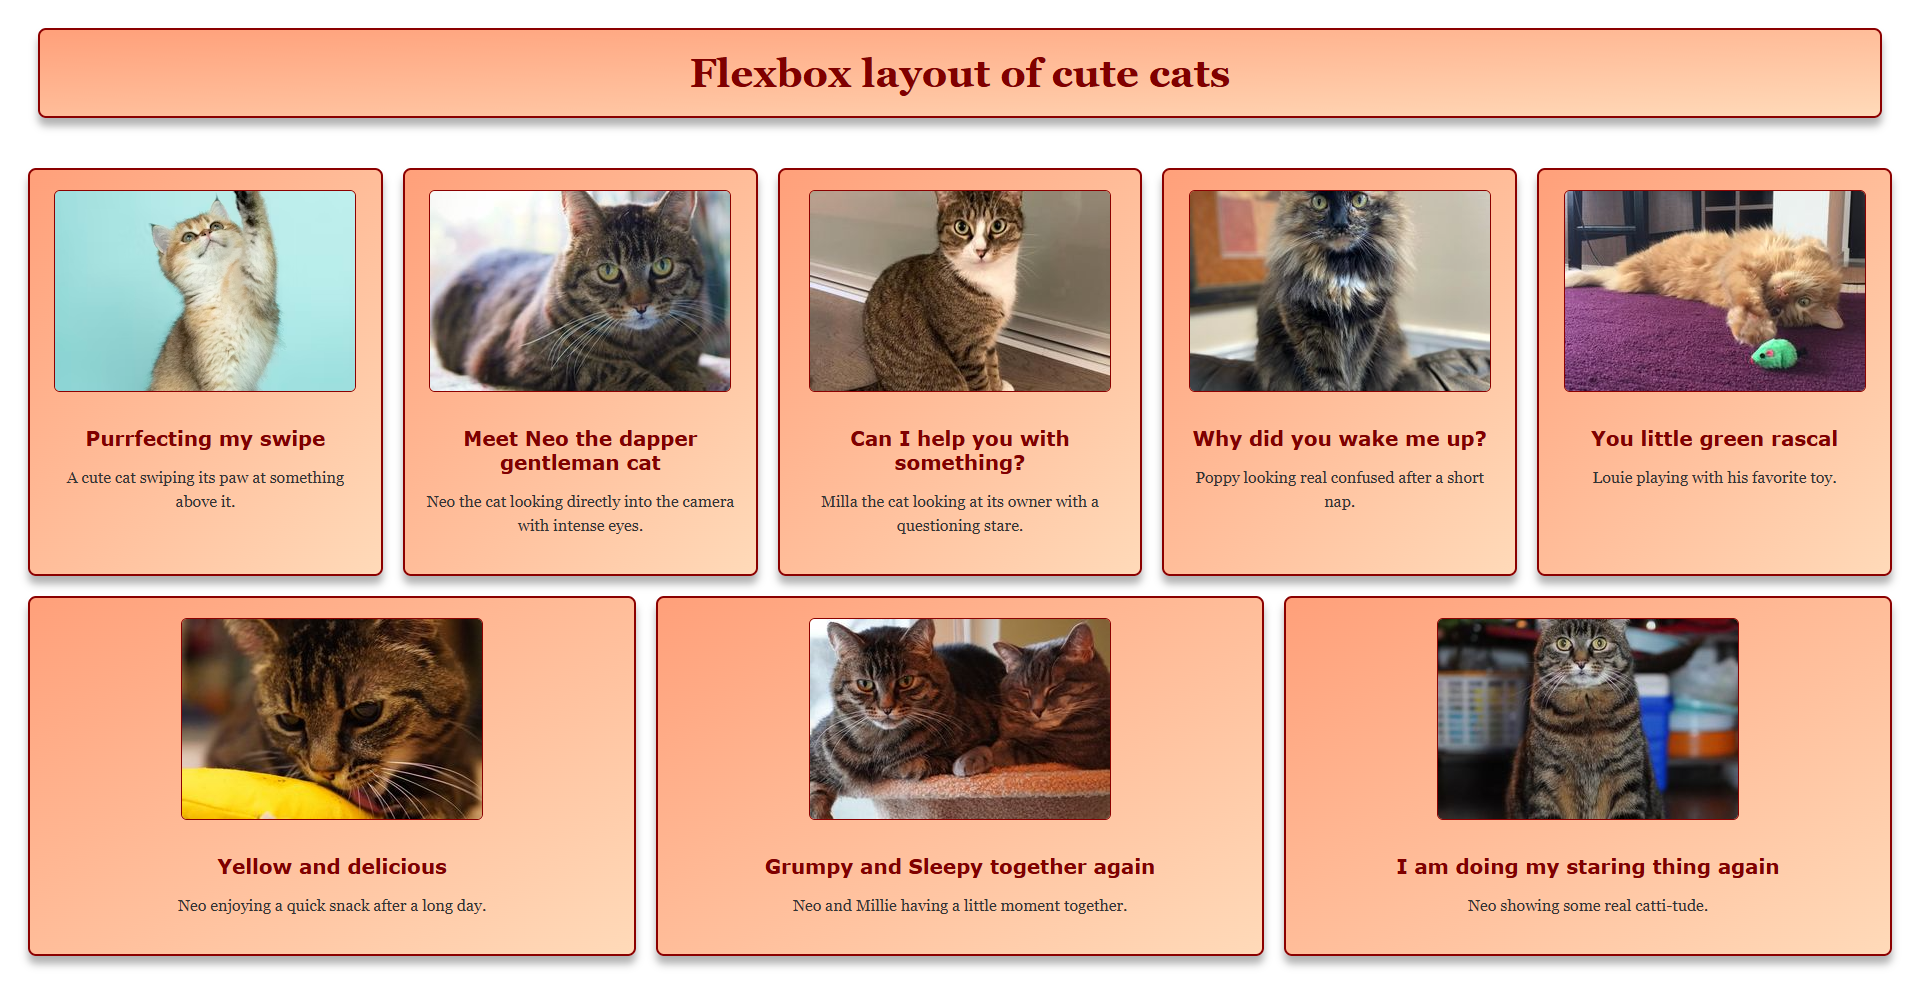 Flexbox layout of cute cats
Purrfecting my swipe
A cute cat swiping its paw at something
above it.
Meet Neo the dapper
gentleman cat
Neo the cat looking directly into the camera
with intense eyes.
Can I help you with
something?
Milla the cat looking at its owner with a
questioning stare.
Why did you wake me up?
Poppy looking real confused after a short
nap.
You little green rascal
Louie playing with his favorite toy.
Yellow and delicious
Neo enjoying a quick snack after a long day.
Grumpy and Sleepy together again
Neo and Millie having a little moment together.
I am doing my staring thing again
Neo showing some real catti-tude.